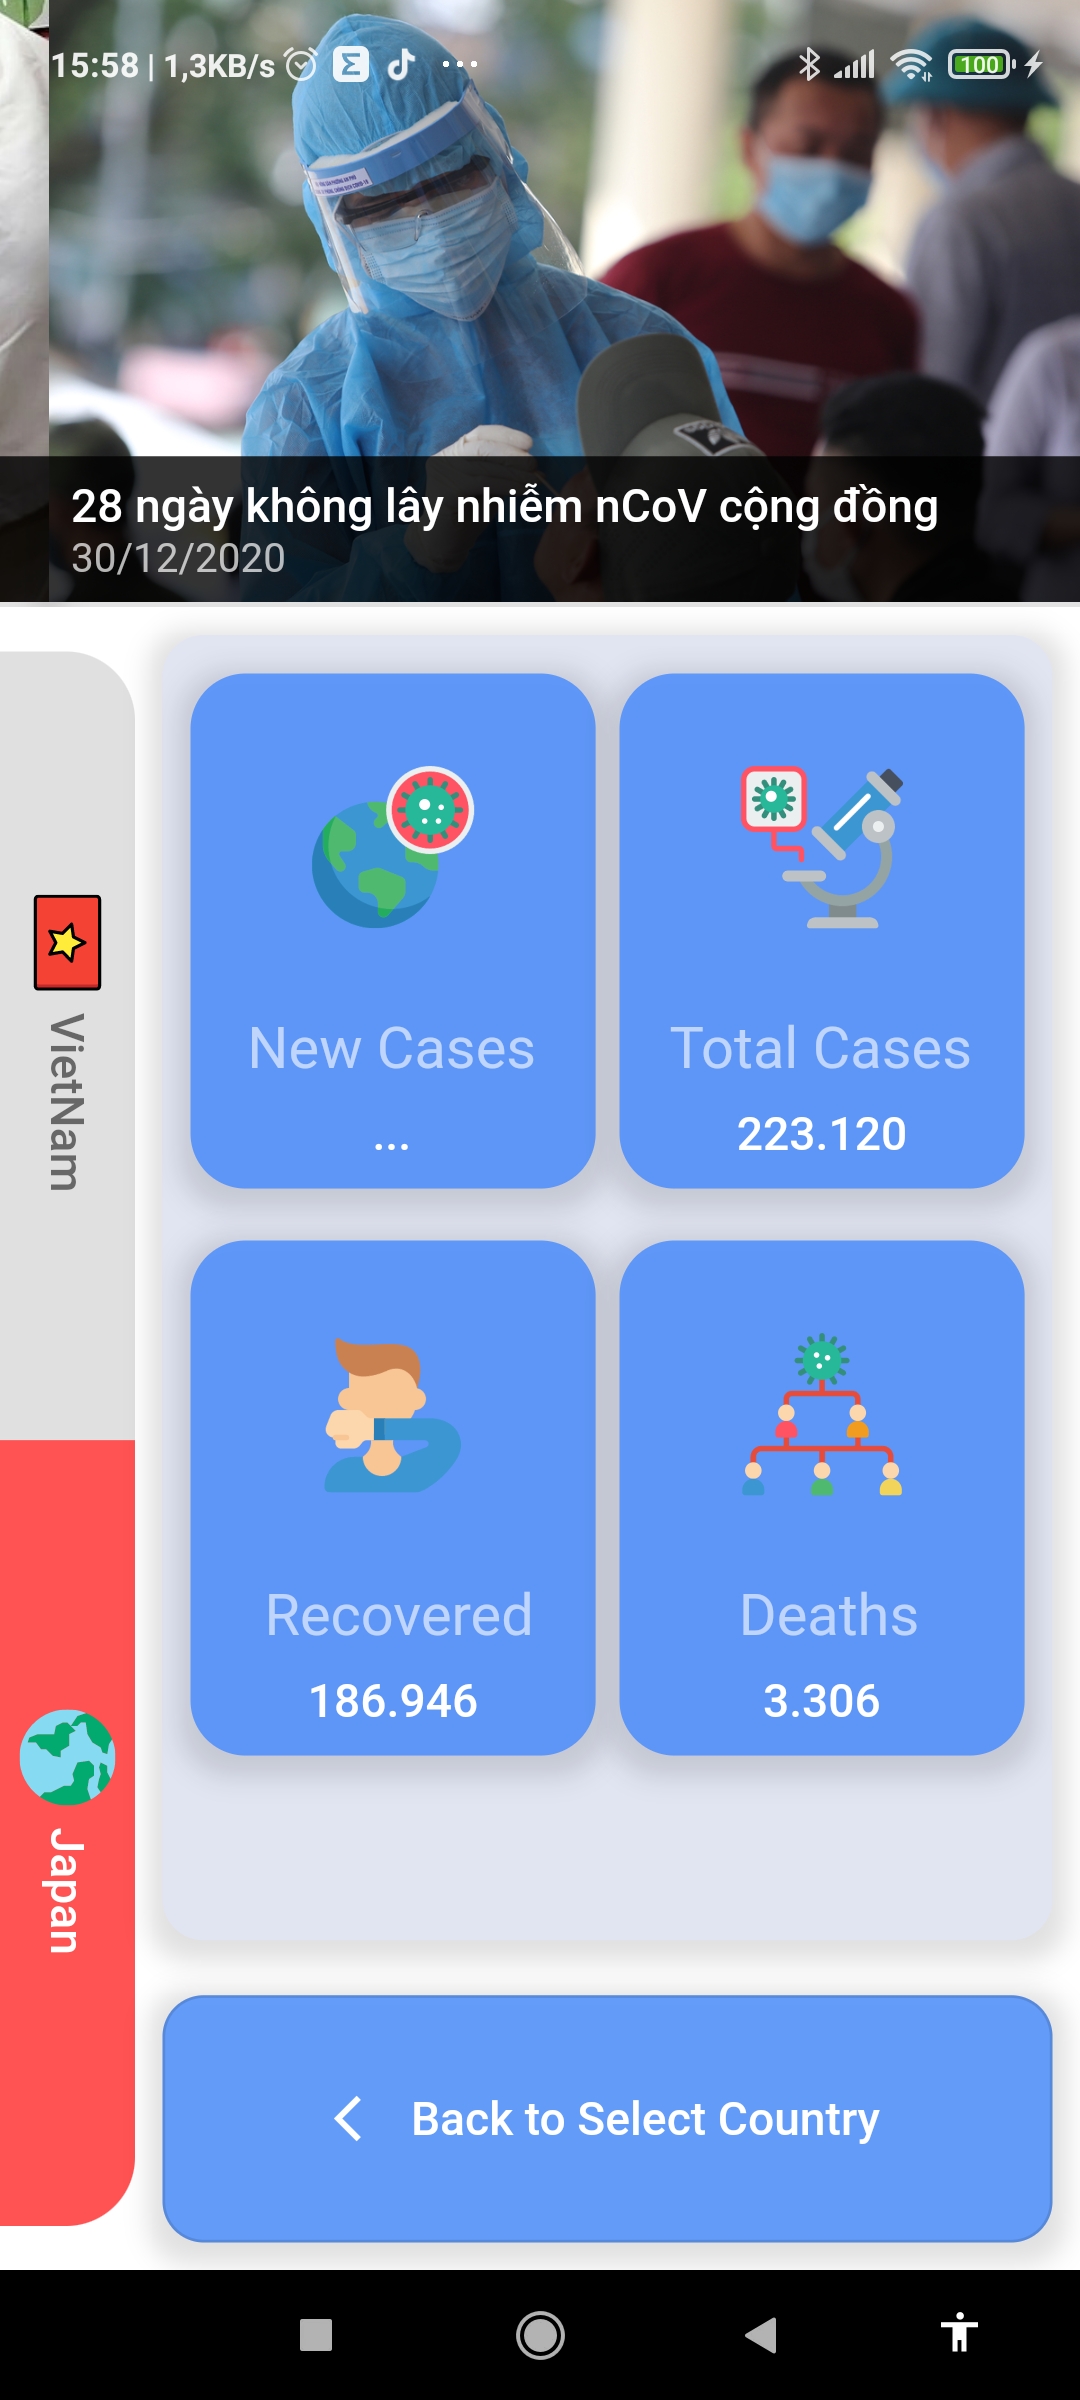 15:58 | 1,3KB/s
100
28 ngày không lây nhiễm nCoV cộng đồng
30/12/2020
VietNam
Japan
New Cases
...
Total Cases
223.120
Recovered
186.946
Deaths
3.306
Back to Select Country